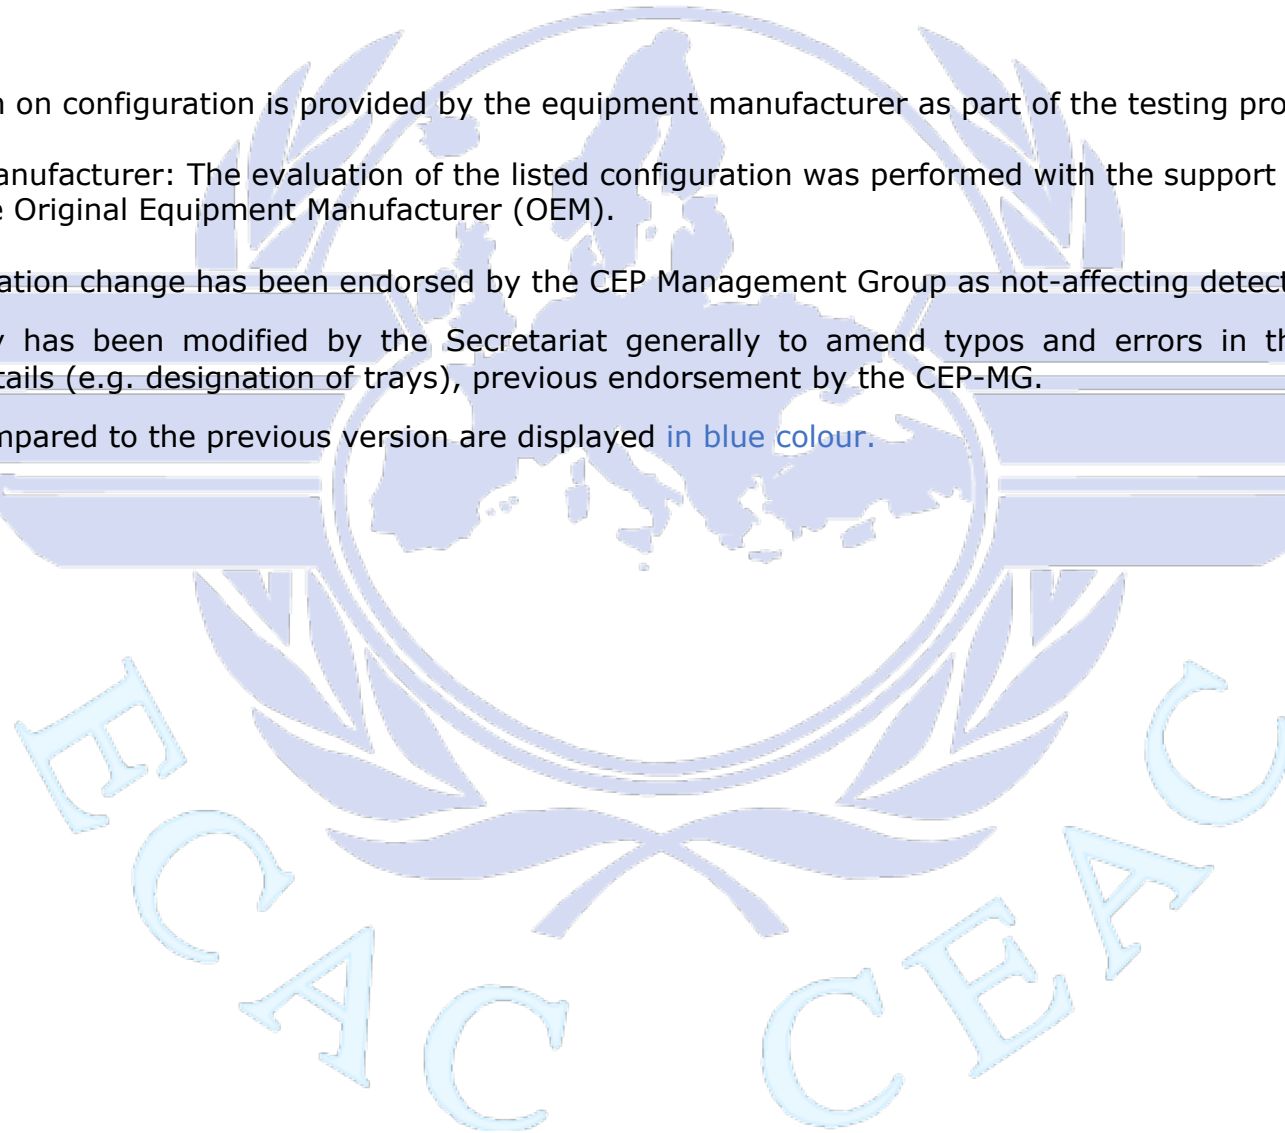 n on configuration is provided by the equipment manufacturer as part of the testing pro
anufacturer: The evaluation of the listed configuration was performed with the support
e Original Equipment Manufacturer (OEM).
ation change has been endorsed by the CEP Management Group as not-affecting detect
y has been modified by the Secretariat generally to amend typos and errors in th
tails (e.g. designation of trays), previous endorsement by the CEP-MG.
mpared to the previous version are displayed in blue colour.
ECAC CEAC